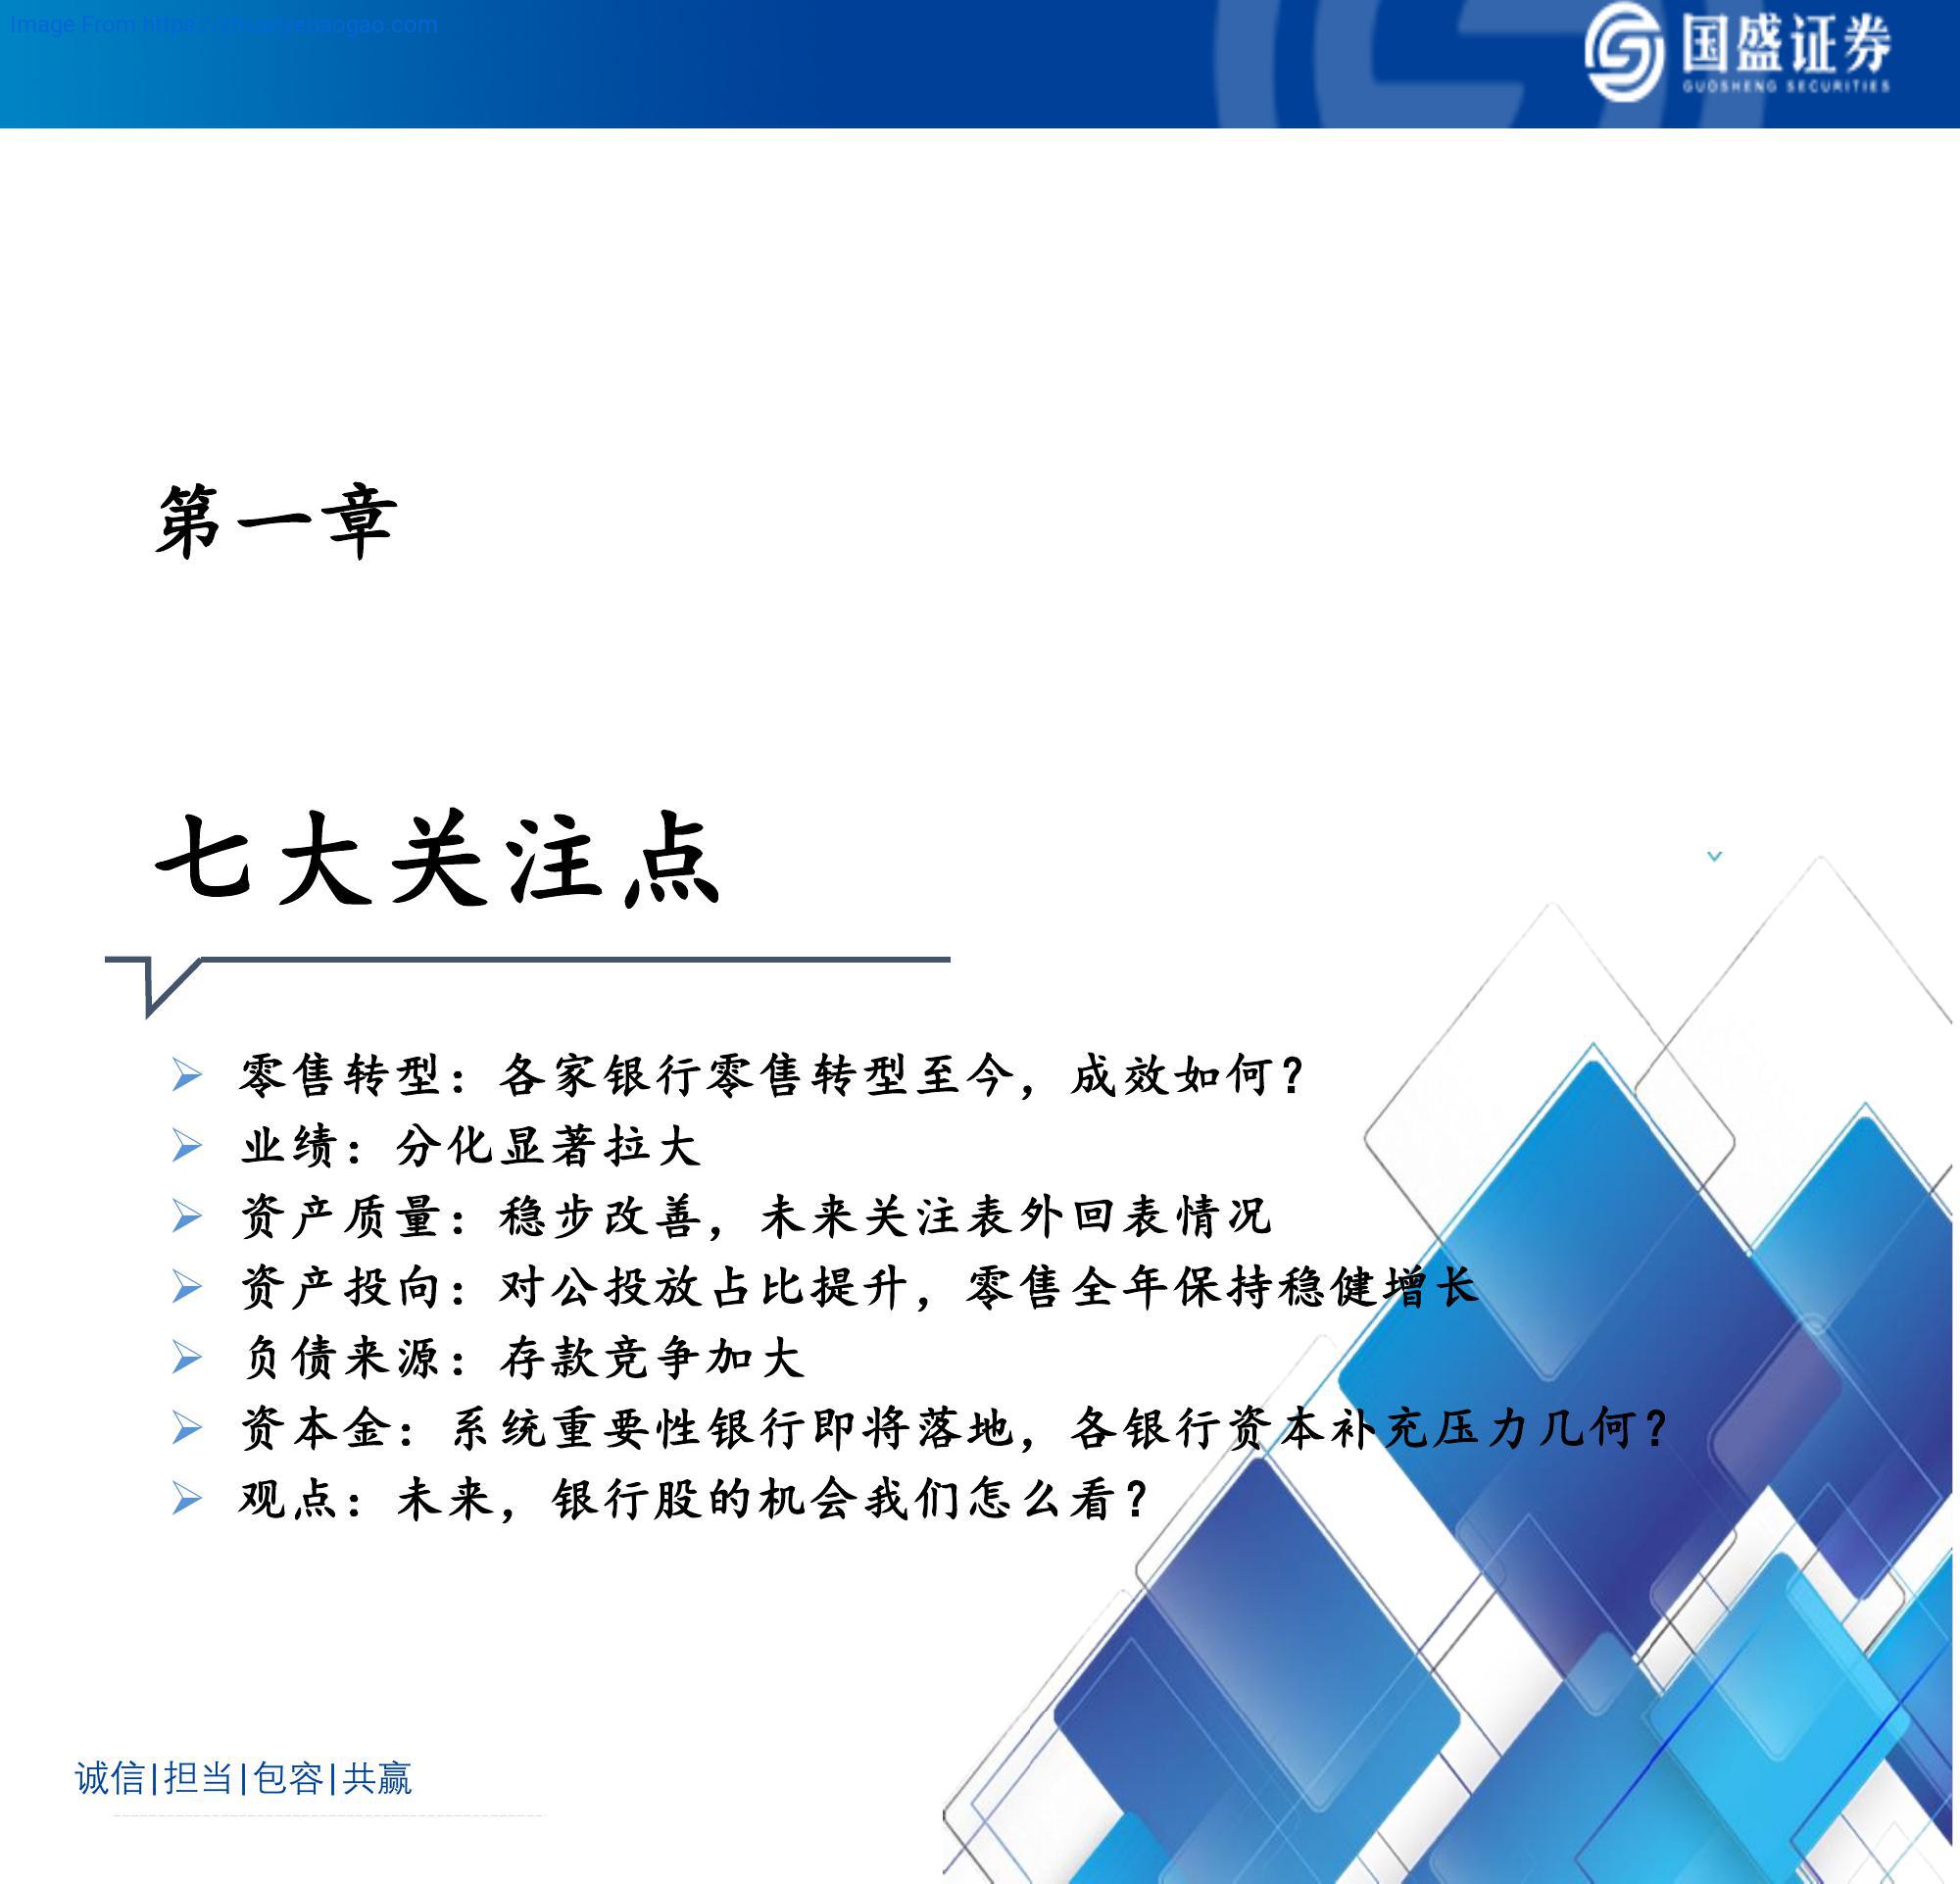 Image From https://
国盛证券
GUOSHENG SECURITIES
第一章
七大关注点
零售转型：各家银行零售转型至今，成效如何？
业绩：分化显著拉大
资产质量：稳步改善，未来关注表外回表情况
资产投向：对公投放占比提升，零售全年保持稳健增长
负债来源：存款竞争加大
资本金：系统重要性银行即将落地，各银行资本补充压力几何？
观点：未来，银行股的机会我们怎么看？
诚信|担当|包容|共赢